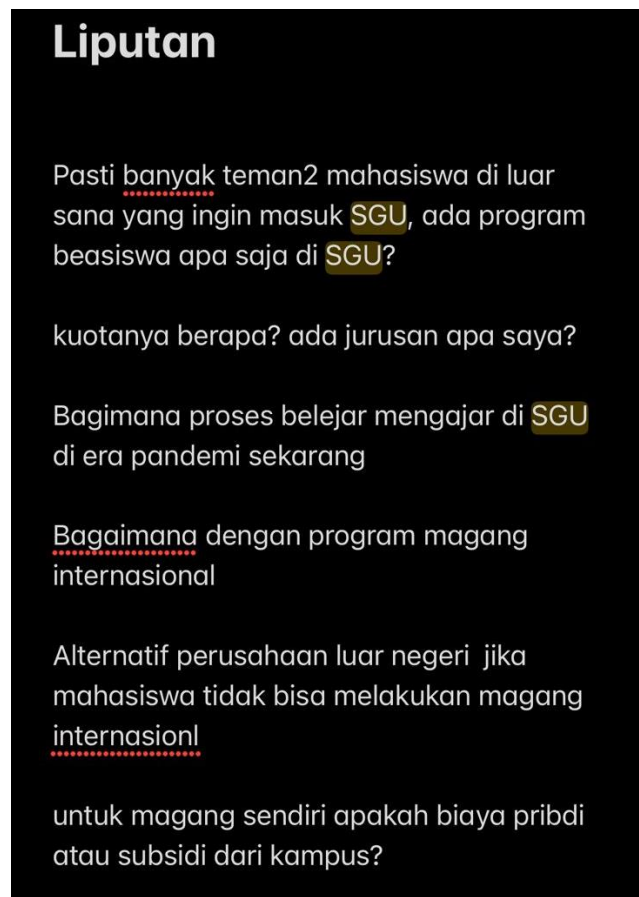 Liputan
Pasti banyak teman2 mahasiswa di luar
sana yang ingin masuk SGU, ada program
beasiswa apa saja di SGU?
kuotanya berapa? ada jurusan apa saya?
Bagimana proses belejar mengajar di SGU
di era pandemi sekarang
Bagaimana dengan program magang
internasional
Alternatif perusahaan luar negeri  jika
mahasiswa tidak bisa melakukan magang
internasionl
untuk magang sendiri apakah biaya pribdi
atau subsidi dari kampus?